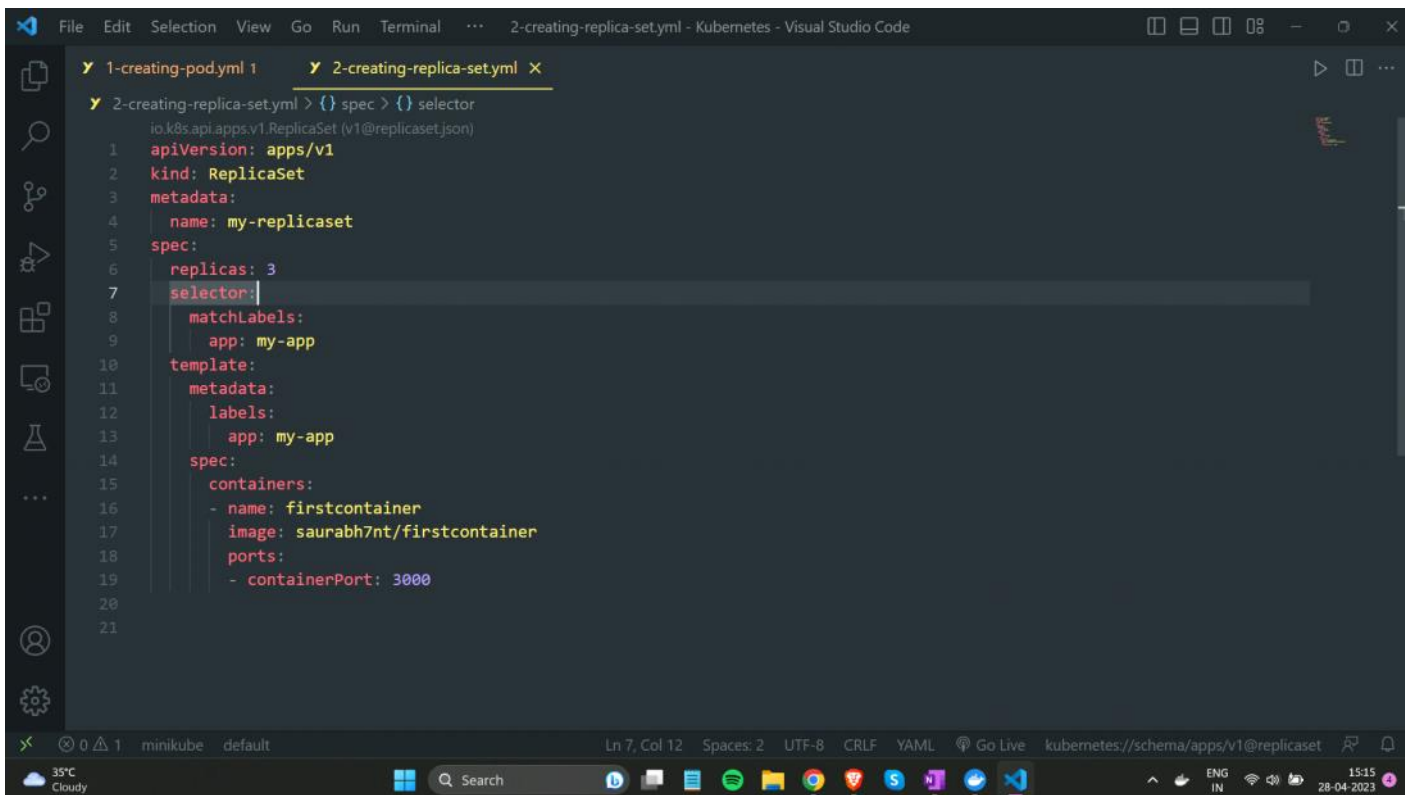 File Edit Selection View Go Run Terminal ··· 2-creating-replica-set.yml - Kubernetes - Visual Studio Code
1-creating-pod.yml 1 2-creating-replica-set.yml
2-creating-replica-set.yml > {} spec > {} selector
io.k8s.api.apps.v1.ReplicaSet (v1@replicaset.json)
1 apiVersion: apps/v1
2 kind: ReplicaSet
3 metadata:
4   name: my-replicaset
5 spec:
6   replicas: 3
7   selector:
8     matchLabels:
9       app: my-app
10   template:
11     metadata:
12       labels:
13         app: my-app
14     spec:
15       containers:
16       - name: firstcontainer
17         image: saurabh7nt/firstcontainer
18         ports:
19         - containerPort: 3000
20
21
0 1 minikube default Ln 7, Col 12 Spaces: 2 UTF-8 CRLF YAML Go Live kubernetes://schema/apps/v1@replicaset
35°C Search ENG 15:15
Cloudy IN 28-04-2023 4